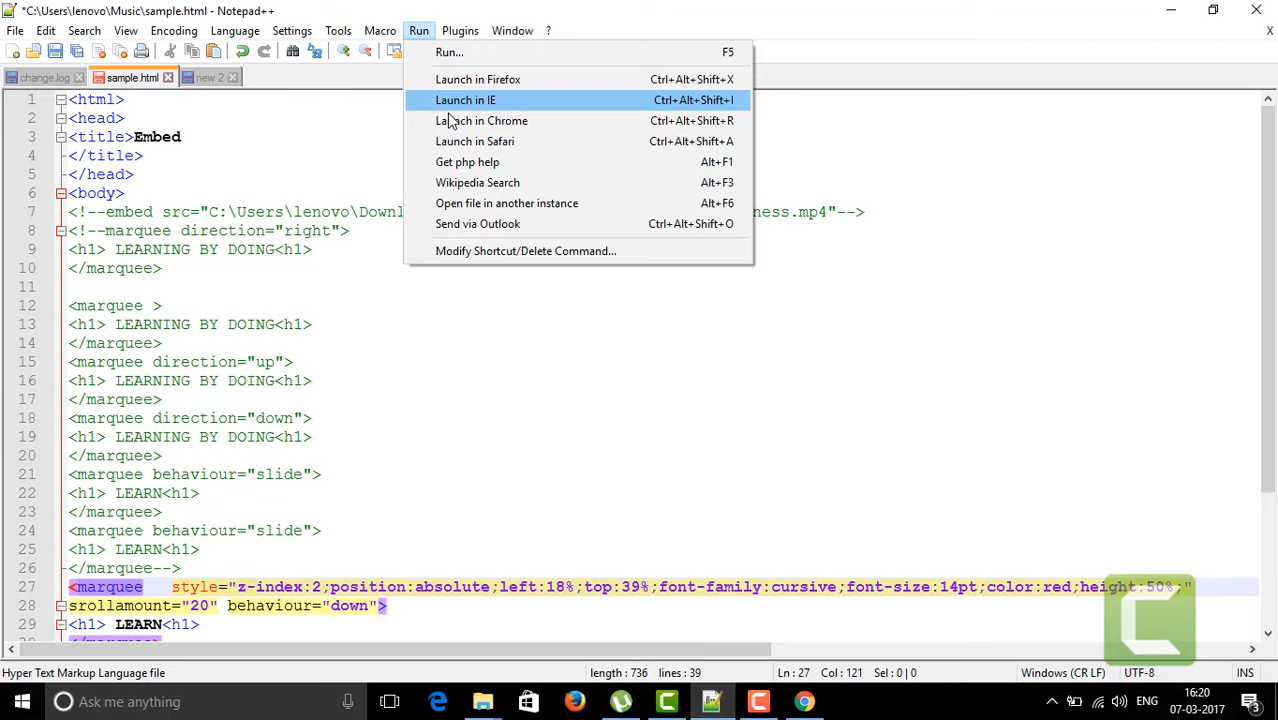 *C:\Users\lenovo\Music\sample.html - Notepad++
File Edit Search View Encoding Language Settings Tools Macro Run Plugins Window ? X
change.log sample.html new 2
Run... F5
Launch in Firefox Ctrl+Alt+Shift+X
Launch in IE Ctrl+Alt+Shift+I
Launch in Chrome Ctrl+Alt+Shift+R
Launch in Safari Ctrl+Alt+Shift+A
Get php help Alt+F1
Wikipedia Search Alt+F3
Open file in another instance Alt+F6
Send via Outlook Ctrl+Alt+Shift+O
Modify Shortcut/Delete Command...
1 <html>
2 <head>
3 <title>Embed
4 </title>
5 </head>
6 <body>
7 <!--embed src="C:\Users\lenovo\Downl ness.mp4"-->
8 <!--marquee direction="right">
9 <h1> LEARNING BY DOING<h1>
10 </marquee>
11
12 <marquee >
13 <h1> LEARNING BY DOING<h1>
14 </marquee>
15 <marquee direction="up">
16 <h1> LEARNING BY DOING<h1>
17 </marquee>
18 <marquee direction="down">
19 <h1> LEARNING BY DOING<h1>
20 </marquee>
21 <marquee behaviour="slide">
22 <h1> LEARN<h1>
23 </marquee>
24 <marquee behaviour="slide">
25 <h1> LEARN<h1>
26 </marquee-->
27 <marquee style="z-index:2;position:absolute;left:18%;top:39%;font-family:cursive;font-size:14pt;color:red;height:50%;"
28 srollamount="20" behaviour="down">
29 <h1> LEARN<h1>
</marquee>
Hyper Text Markup Language file length : 736 lines : 39 Ln : 27 Col : 121 Sel : 0 | 0 Windows (CR LF) UTF-8 INS
Ask me anything ENG 16:20
07-03-2017